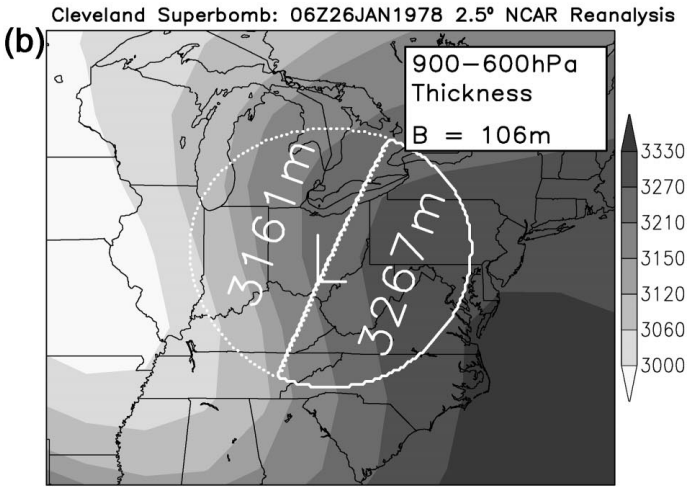 Cleveland Superbomb: 06Z26JAN1978 2.5º NCAR Reanalysis
(b)
900-600hPa
Thickness
B = 106m
3161m
L
3267m
3330
3270
3210
3150
3120
3060
3000